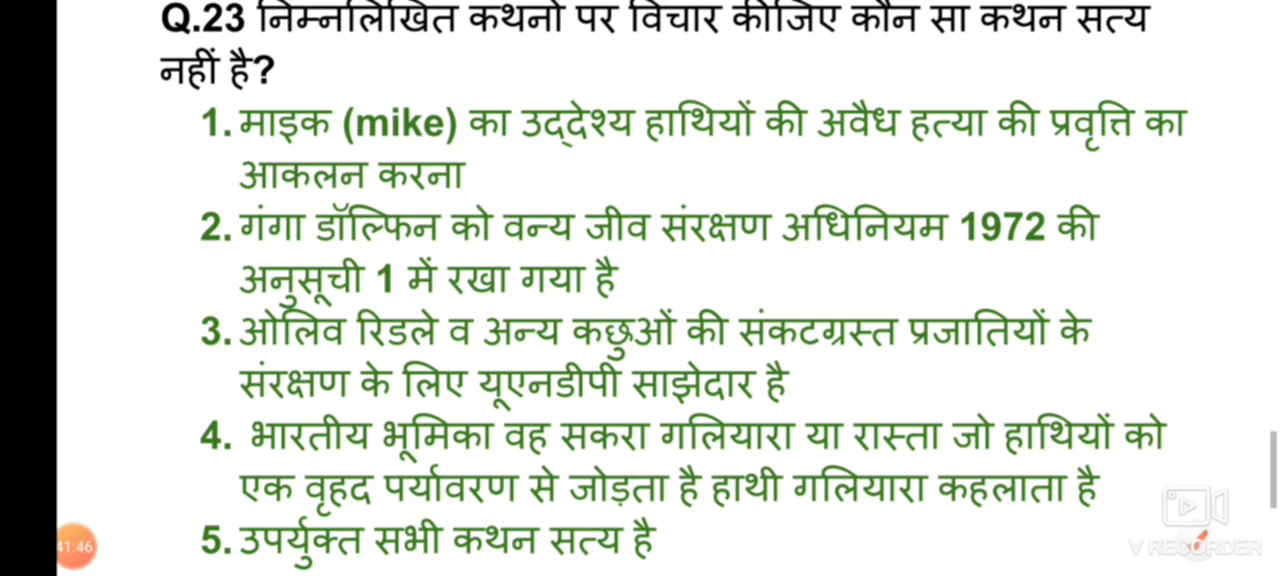 Q.23 निम्नलिखित कथनों पर विचार कीजिए कौन सा कथन सत्य
नहीं है?
1. माइक (mike) का उद्देश्य हाथियों की अवैध हत्या की प्रवृत्ति का
आकलन करना
2. गंगा डॉल्फिन को वन्य जीव संरक्षण अधिनियम 1972 की
अनुसूची 1 में रखा गया है
3. ओलिव रिडले व अन्य कछुओं की संकटग्रस्त प्रजातियों के
संरक्षण के लिए यूएनडीपी साझेदार है
4. भारतीय भूमिका वह सकरा गलियारा या रास्ता जो हाथियों को
एक वृहद पर्यावरण से जोड़ता है हाथी गलियारा कहलाता है
5. उपर्युक्त सभी कथन सत्य है
41:46
V RECORDER